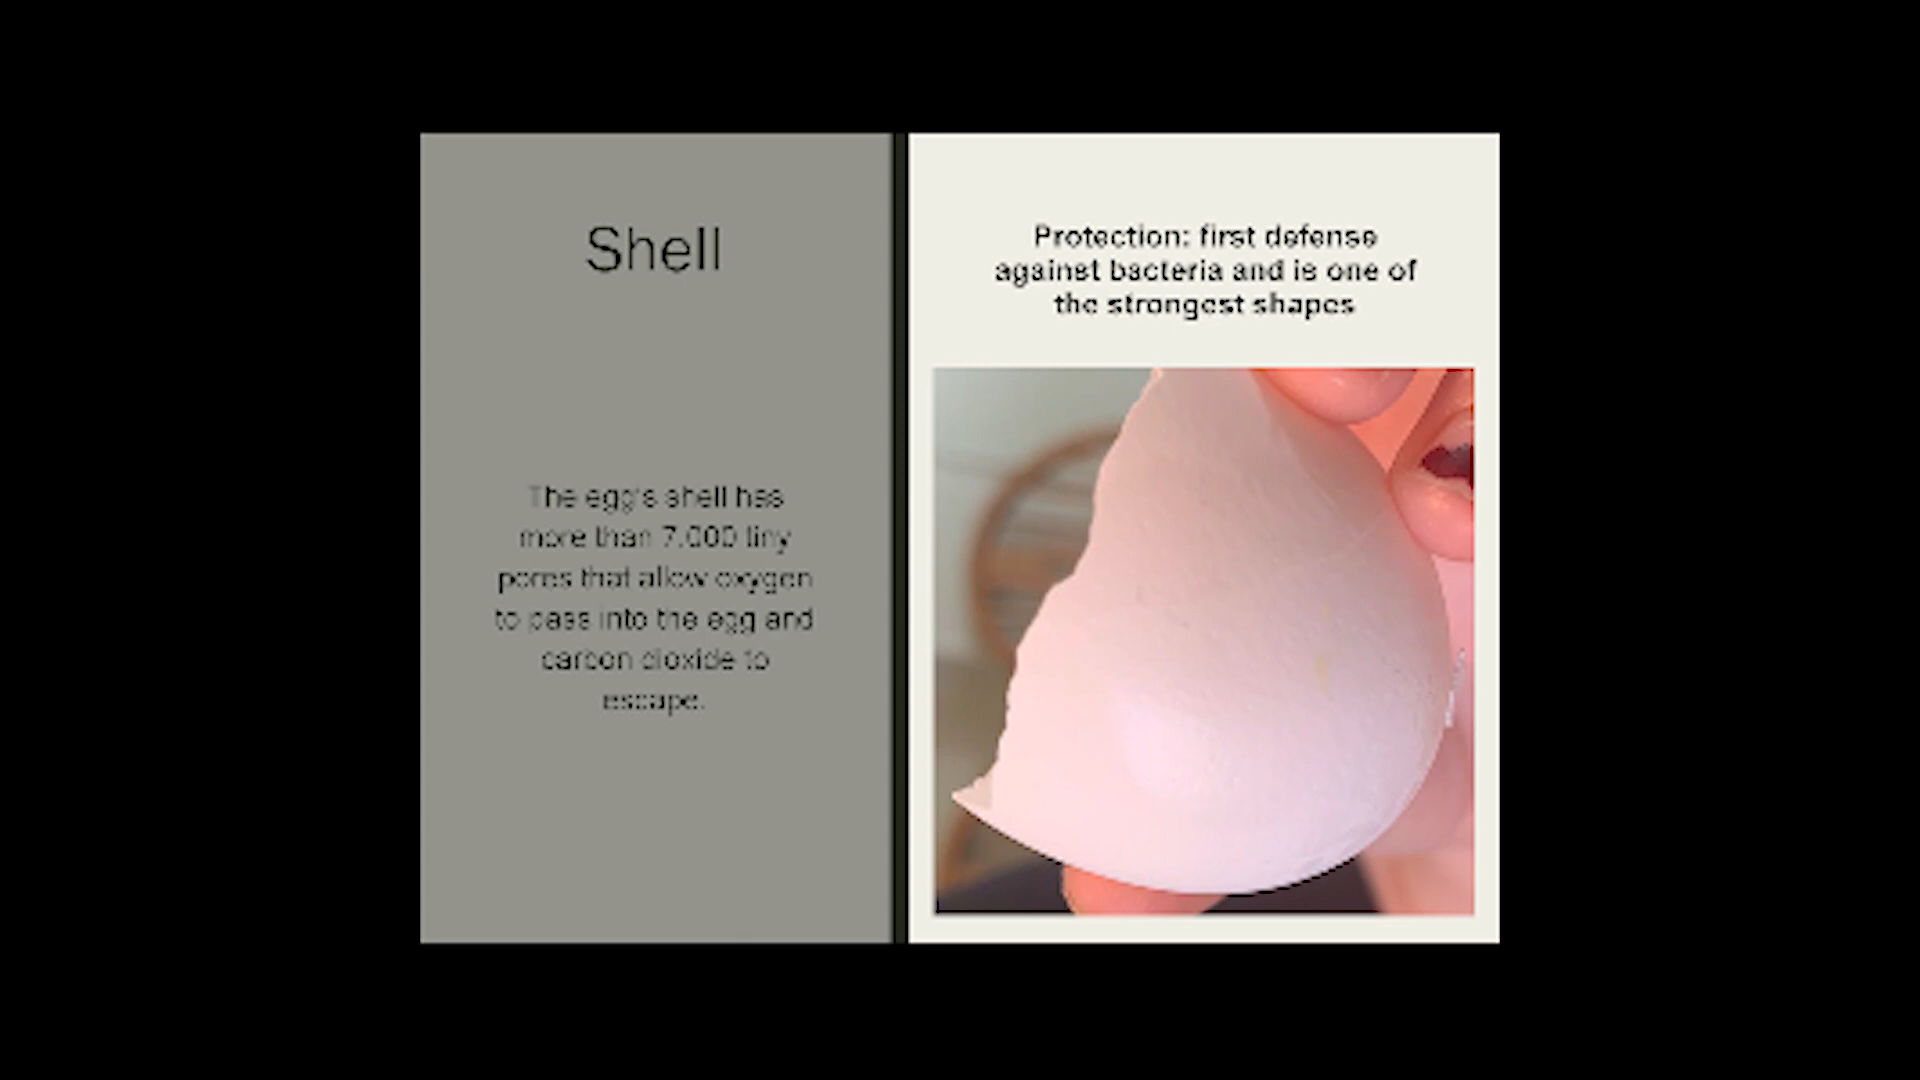 Shell
The egg's shell has
more than 7,000 tiny
pores that allow oxygen
to pass into the egg and
carbon dioxide to
escape.
Protection: first defense
against bacteria and is one of
the strongest shapes